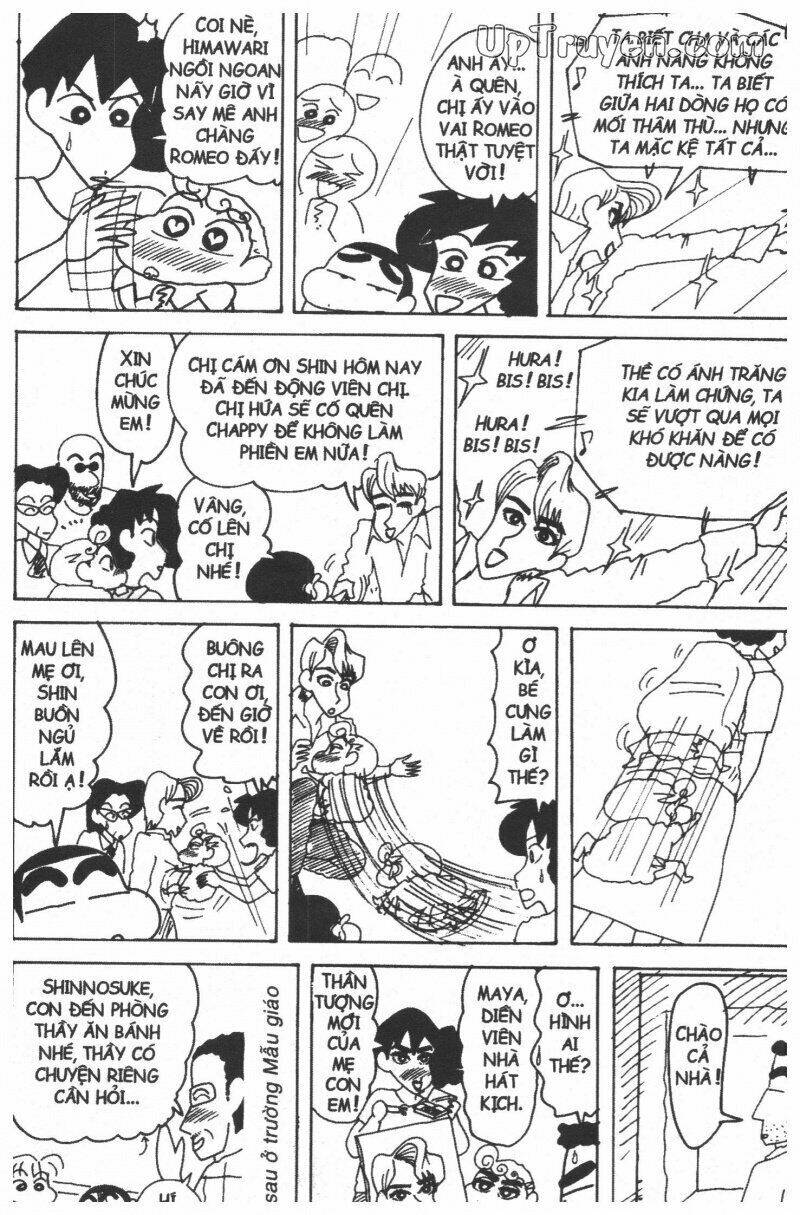 UpTruyen.com
TA BIẾT CHA VÀ CÁC
ANH NÀNG KHÔNG
THÍCH TA... TA BIẾT
GIỮA HAI DÒNG HỌ CÓ
MỐI THÂM THÙ... NHƯNG
TA MẶC KỆ TẤT CẢ...
ANH ẤY...
À QUÊN,
CHỊ ẤY VÀO
VAI ROMEO
THẬT TUYỆT
VỜI!
COI NÈ,
HIMAWARI
NGỒI NGOAN
NÃY GIỜ VÌ
SAY MÊ ANH
CHÀNG
ROMEO ĐẤY!
THỀ CÓ ÁNH TRĂNG
KIA LÀM CHỨNG, TA
SẼ VƯỢT QUA MỌI
KHÓ KHĂN ĐỂ CÓ
ĐƯỢC NÀNG!
HURA!
BIS! BIS!
HURA!
BIS! BIS!
CHỊ CÁM ƠN SHIN HÔM NAY
ĐÃ ĐẾN ĐỘNG VIÊN CHỊ.
CHỊ HỨA SẼ CỐ QUÊN
CHAPPY ĐỂ KHÔNG LÀM
PHIỀN EM NỮA!
VÂNG,
CỐ LÊN
CHỊ
NHÉ!
XIN
CHÚC
MỪNG
EM!
Ơ
KÌA,
BÉ
CƯNG
LÀM
GÌ
THẾ?
BUÔNG
CHỊ RA
CON ƠI,
ĐẾN GIỜ
VỀ RỒI!
MAU LÊN
MẸ ƠI,
SHIN
BUỒN
NGỦ
LẮM
RỒI Ạ!
CHÀO
CẢ
NHÀ!
Ơ...
HÌNH
AI
THẾ?
MAYA,
DIỄN
VIÊN
NHÀ
HÁT
KỊCH.
THẦN
TƯỢNG
MỚI
CỦA
MẸ
CON
EM!
sau ở trường Mẫu giáo
SHINNOSUKE,
CON ĐẾN PHÒNG
THẦY ĂN BÁNH
NHÉ, THẦY CÓ
CHUYỆN RIÊNG
CẦN HỎI...